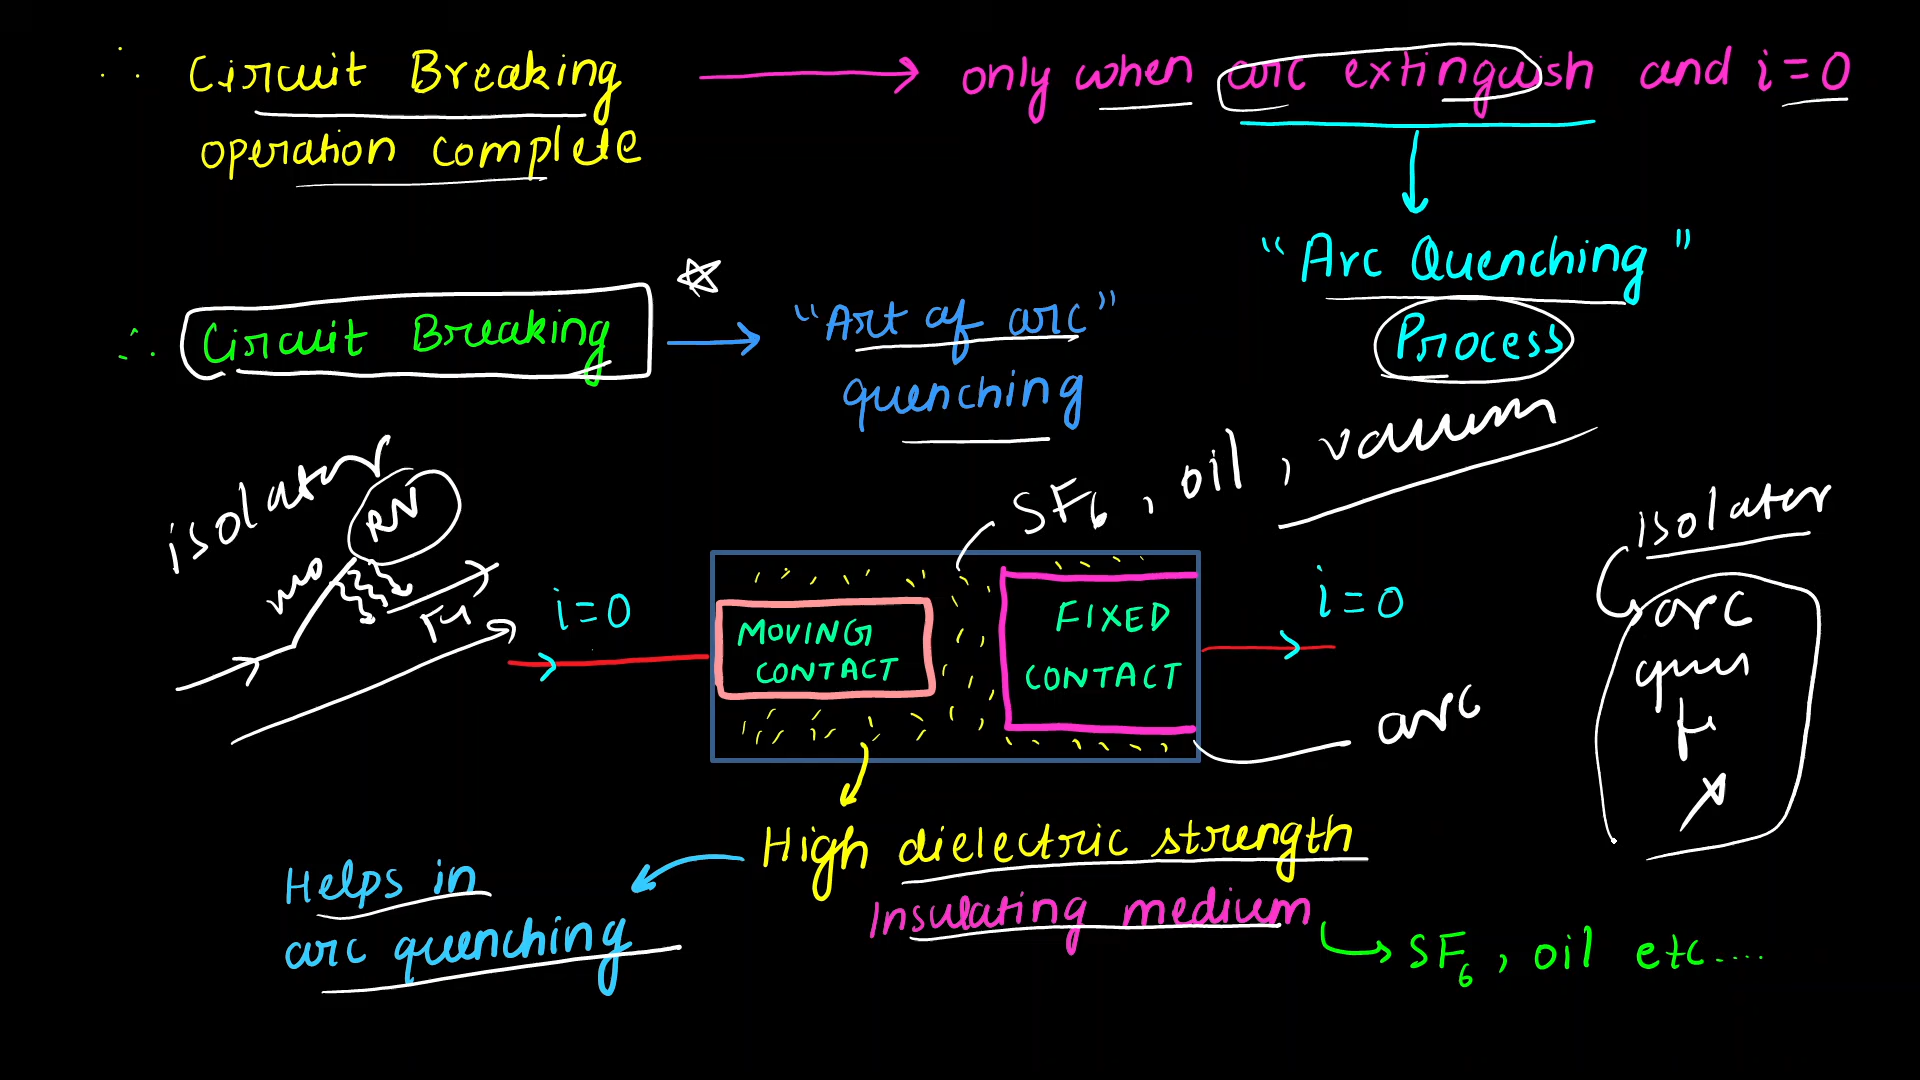 ∴ Circuit Breaking → only when arc extinguish and i = 0
operation complete
"Arc Quenching"
Process
∴ Circuit Breaking → "Art of arc"
quenching
SF6, oil, vacuum
isolator
RN
isolater
arc
i = 0
MOVING
CONTACT
FIXED
CONTACT
i = 0
arc
High dielectric strength
Insulating medium
SF6, oil etc....
Helps in
arc quenching